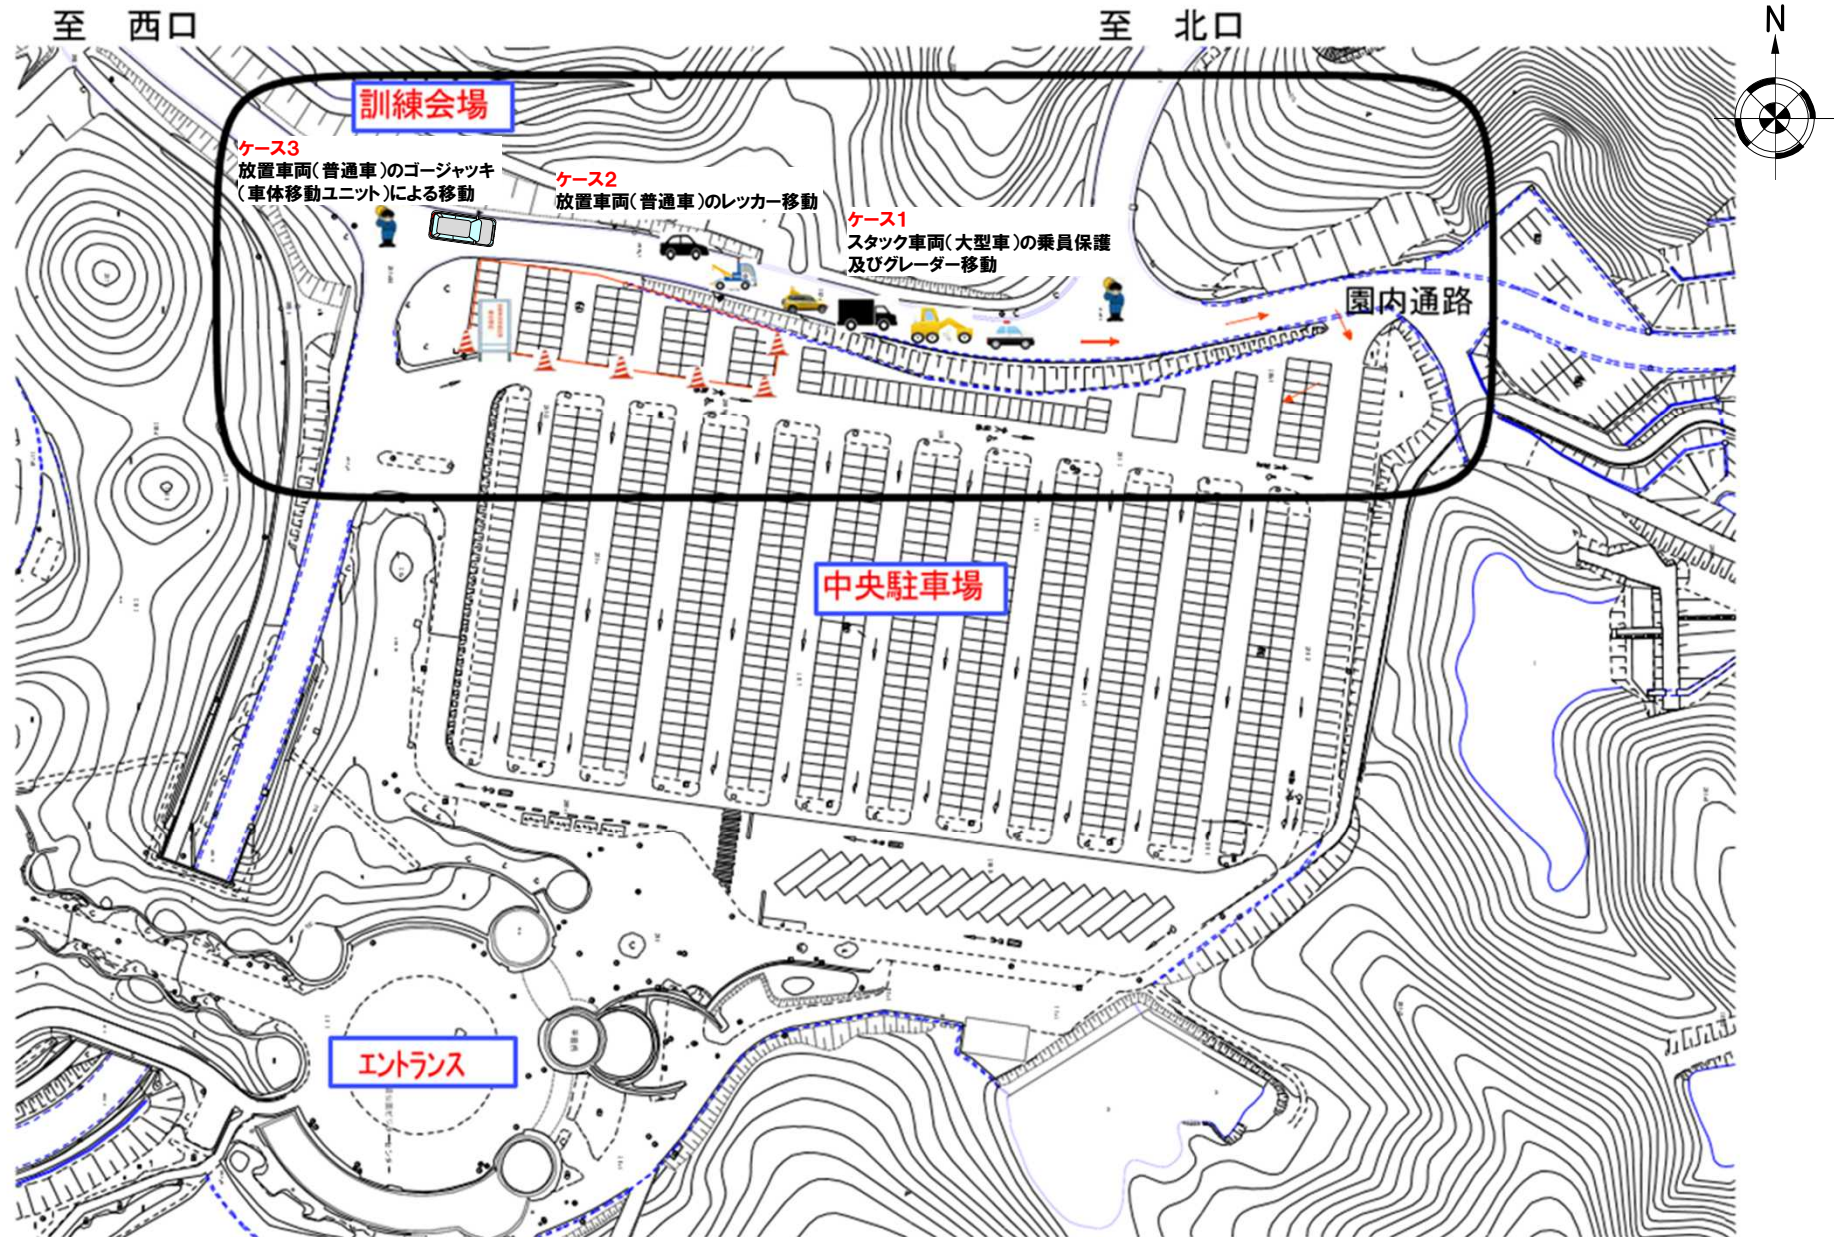 至 西口
至 北口
N
訓練会場
ケース3
放置車両(普通車)のゴージャッキ
(車体移動ユニット)による移動
ケース2
放置車両(普通車)のレッカー移動
ケース1
スタック車両(大型車)の乗員保護
及びグレーダー移動
園内通路
中央駐車場
エントランス